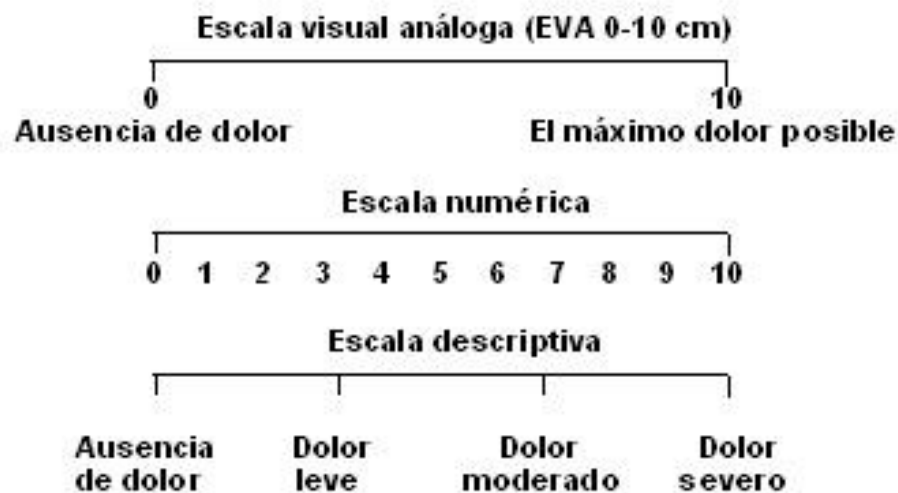 Escala visual análoga (EVA 0-10 cm)
0 10
Ausencia de dolor El máximo dolor posible
Escala numérica
0 1 2 3 4 5 6 7 8 9 10
Escala descriptiva
Ausencia Dolor Dolor Dolor
de dolor leve moderado severo